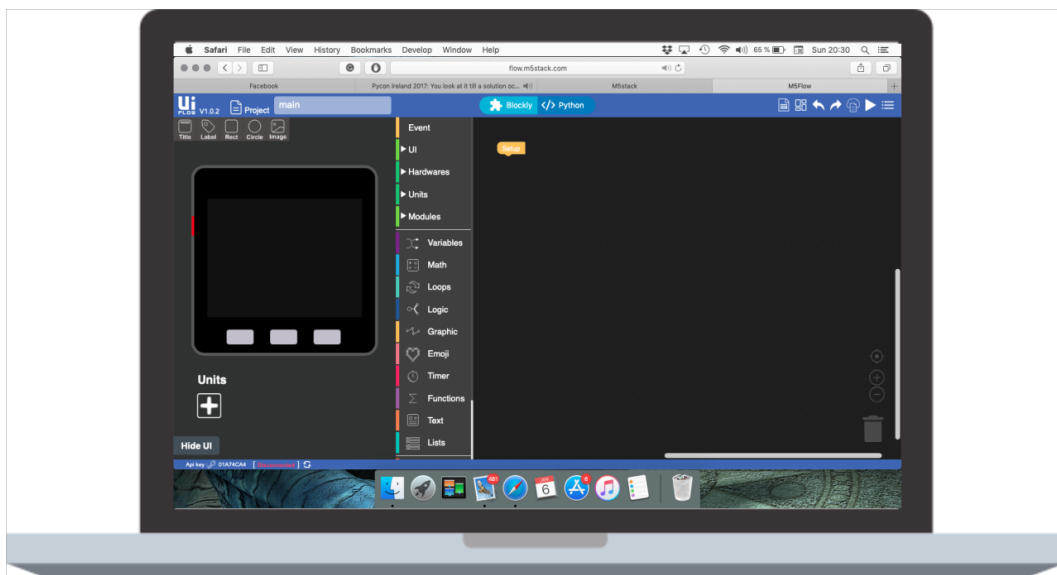 Safari File Edit View History Bookmarks Develop Window Help 65 % Sun 20:30
flow.m5stack.com
Facebook Pycon Ireland 2017: You look at it till a solution oc... M5stack M5Flow
Ui FLOW V1.0.2 Project main Blockly </> Python
Title Label Rect Circle Image
Event
Setup
UI
Hardwares
Units
Modules
Variables
Math
Loops
Logic
Graphic
Emoji
Timer
Functions
Text
Lists
Units
Hide UI
Api key 01A74CA4 [ ]
6